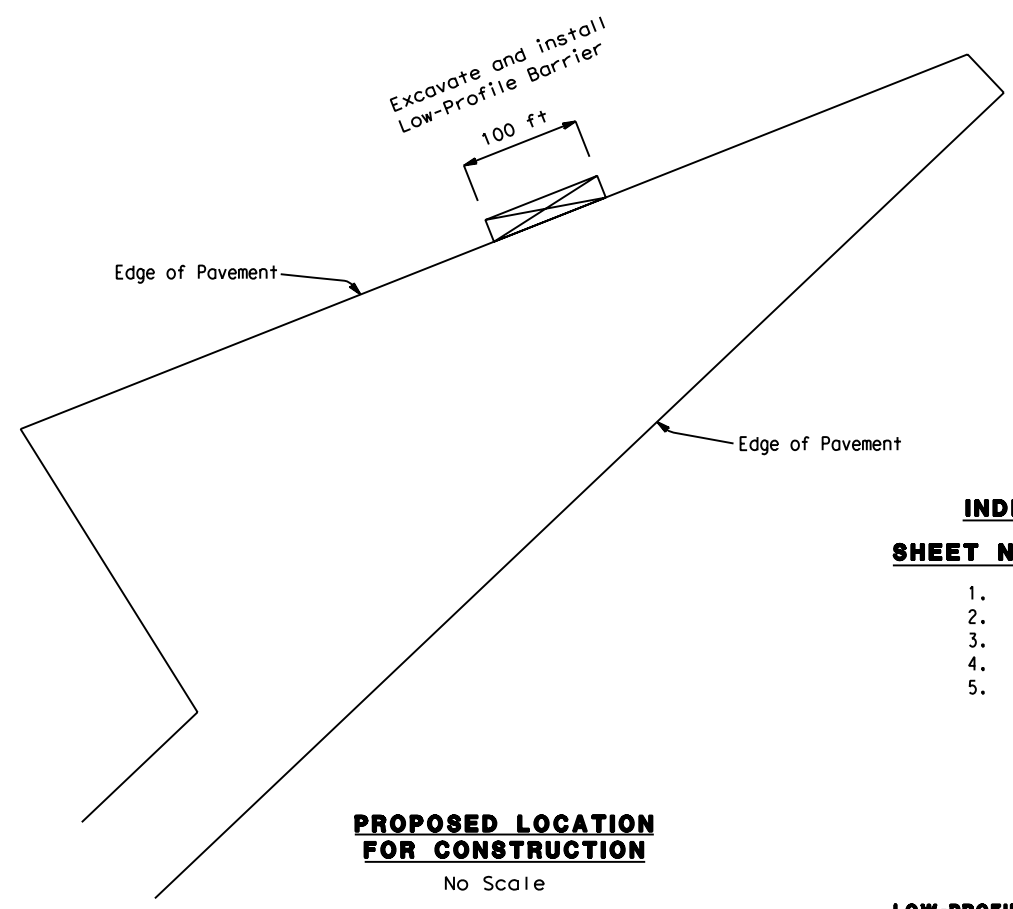 Excavate and install
Low-Profile Barrier
100 ft
Edge of Pavement
Edge of Pavement
SHEET
1.
2.
3.
4.
5.
PROPOSED LOCATION
FOR CONSTRUCTION
No Scale